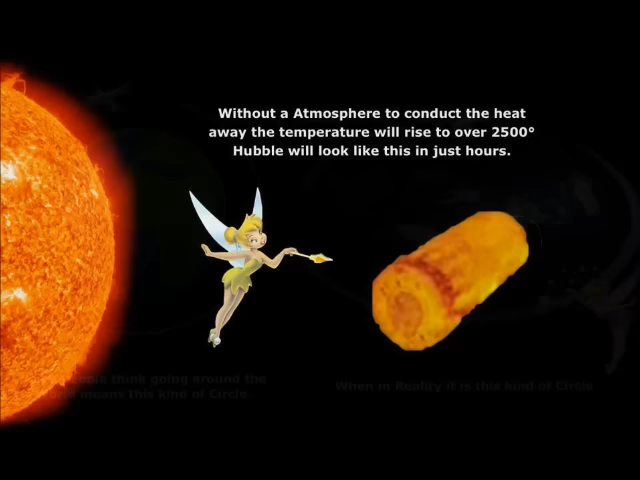 Without a Atmosphere to conduct the heat
away the temperature will rise to over 2500°
Hubble will look like this in just hours.
think going around the
means this kind of Circle.
When in Reality it is this kind of Circle